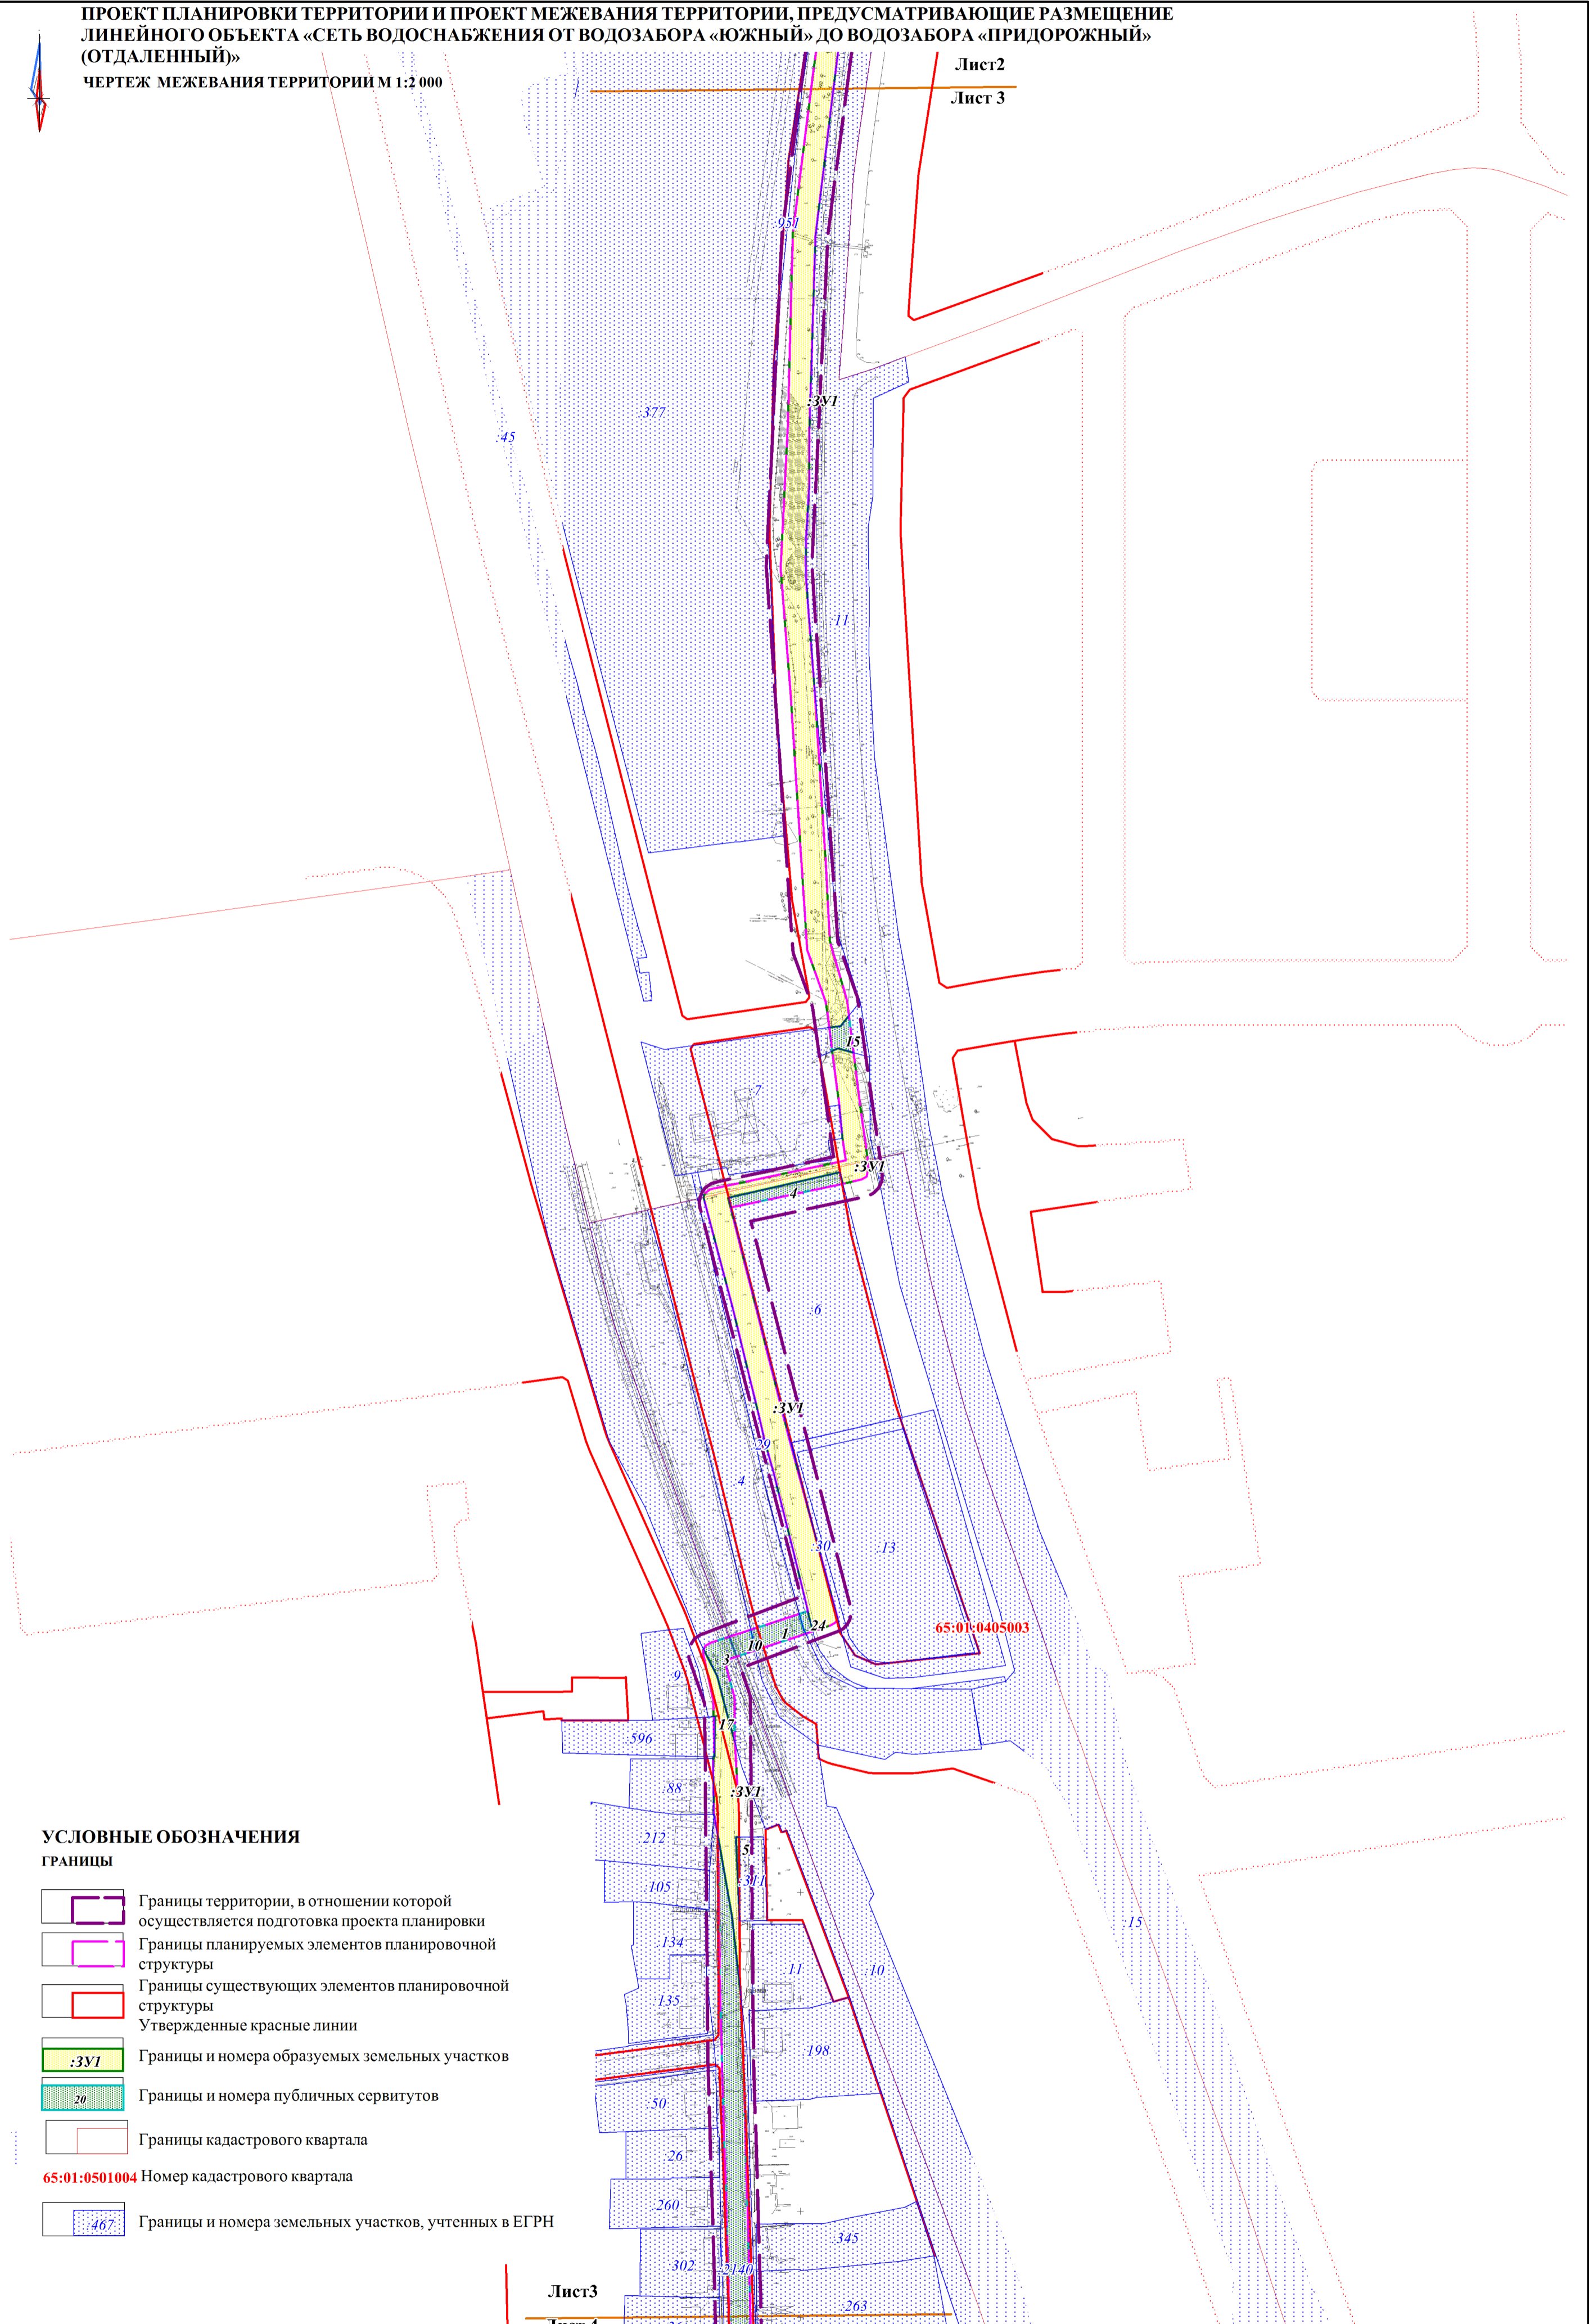 ПРОЕКТ ПЛАНИРОВКИ ТЕРРИТОРИИ И ПРОЕКТ МЕЖЕВАНИЯ ТЕРРИТОРИИ, ПРЕДУСМАТРИВАЮЩИЕ РАЗМЕЩЕНИЕ
ЛИНЕЙНОГО ОБЪЕКТА «СЕТЬ ВОДОСНАБЖЕНИЯ ОТ ВОДОЗАБОРА «ЮЖНЫЙ» ДО ВОДОЗАБОРА «ПРИДОРОЖНЫЙ»
(ОТДАЛЕННЫЙ)»
ЧЕРТЕЖ МЕЖЕВАНИЯ ТЕРРИТОРИИ М 1:2 000
Лист2
Лист 3
951
:ЗУ1
:377
:45
:11
15
:7
:ЗУ1
4
:6
:ЗУ1
:29
:4
:30
:13
24
1
65:01:0405003
10
3
:9
17
596
:88
:ЗУ1
212
5
:311
:105
:15
:134
11
:10
:135
:198
:50
:26
:260
:345
:302
:2140
:263
УСЛОВНЫЕ ОБОЗНАЧЕНИЯ
ГРАНИЦЫ
Границы территории, в отношении которой
осуществляется подготовка проекта планировки
Границы планируемых элементов планировочной
структуры
Границы существующих элементов планировочной
структуры
Утвержденные красные линии
:ЗУ1 Границы и номера образуемых земельных участков
20 Границы и номера публичных сервитутов
Границы кадастрового квартала
65:01:0501004 Номер кадастрового квартала
:467 Границы и номера земельных участков, учтенных в ЕГРН
Лист3